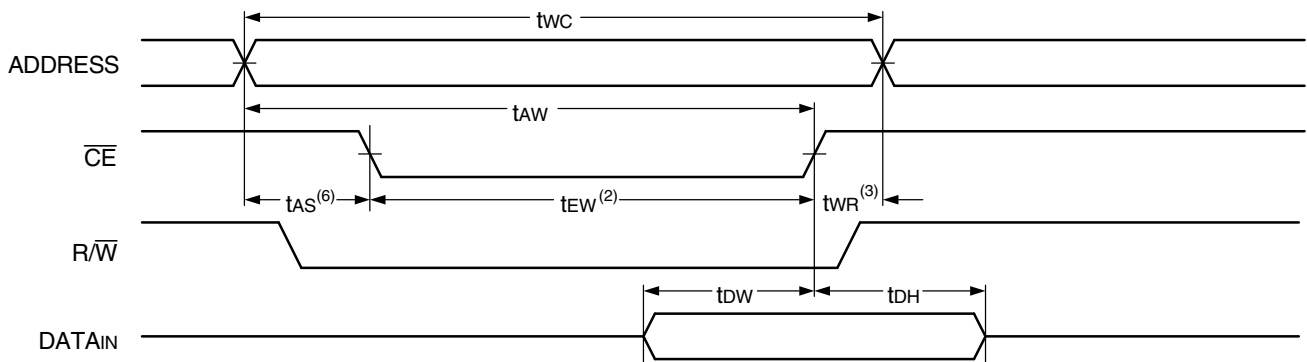 tWC
ADDRESS
tAW
CE
tAS(6) tEW(2) tWR(3)
R/W
tDW tDH
DATAIN